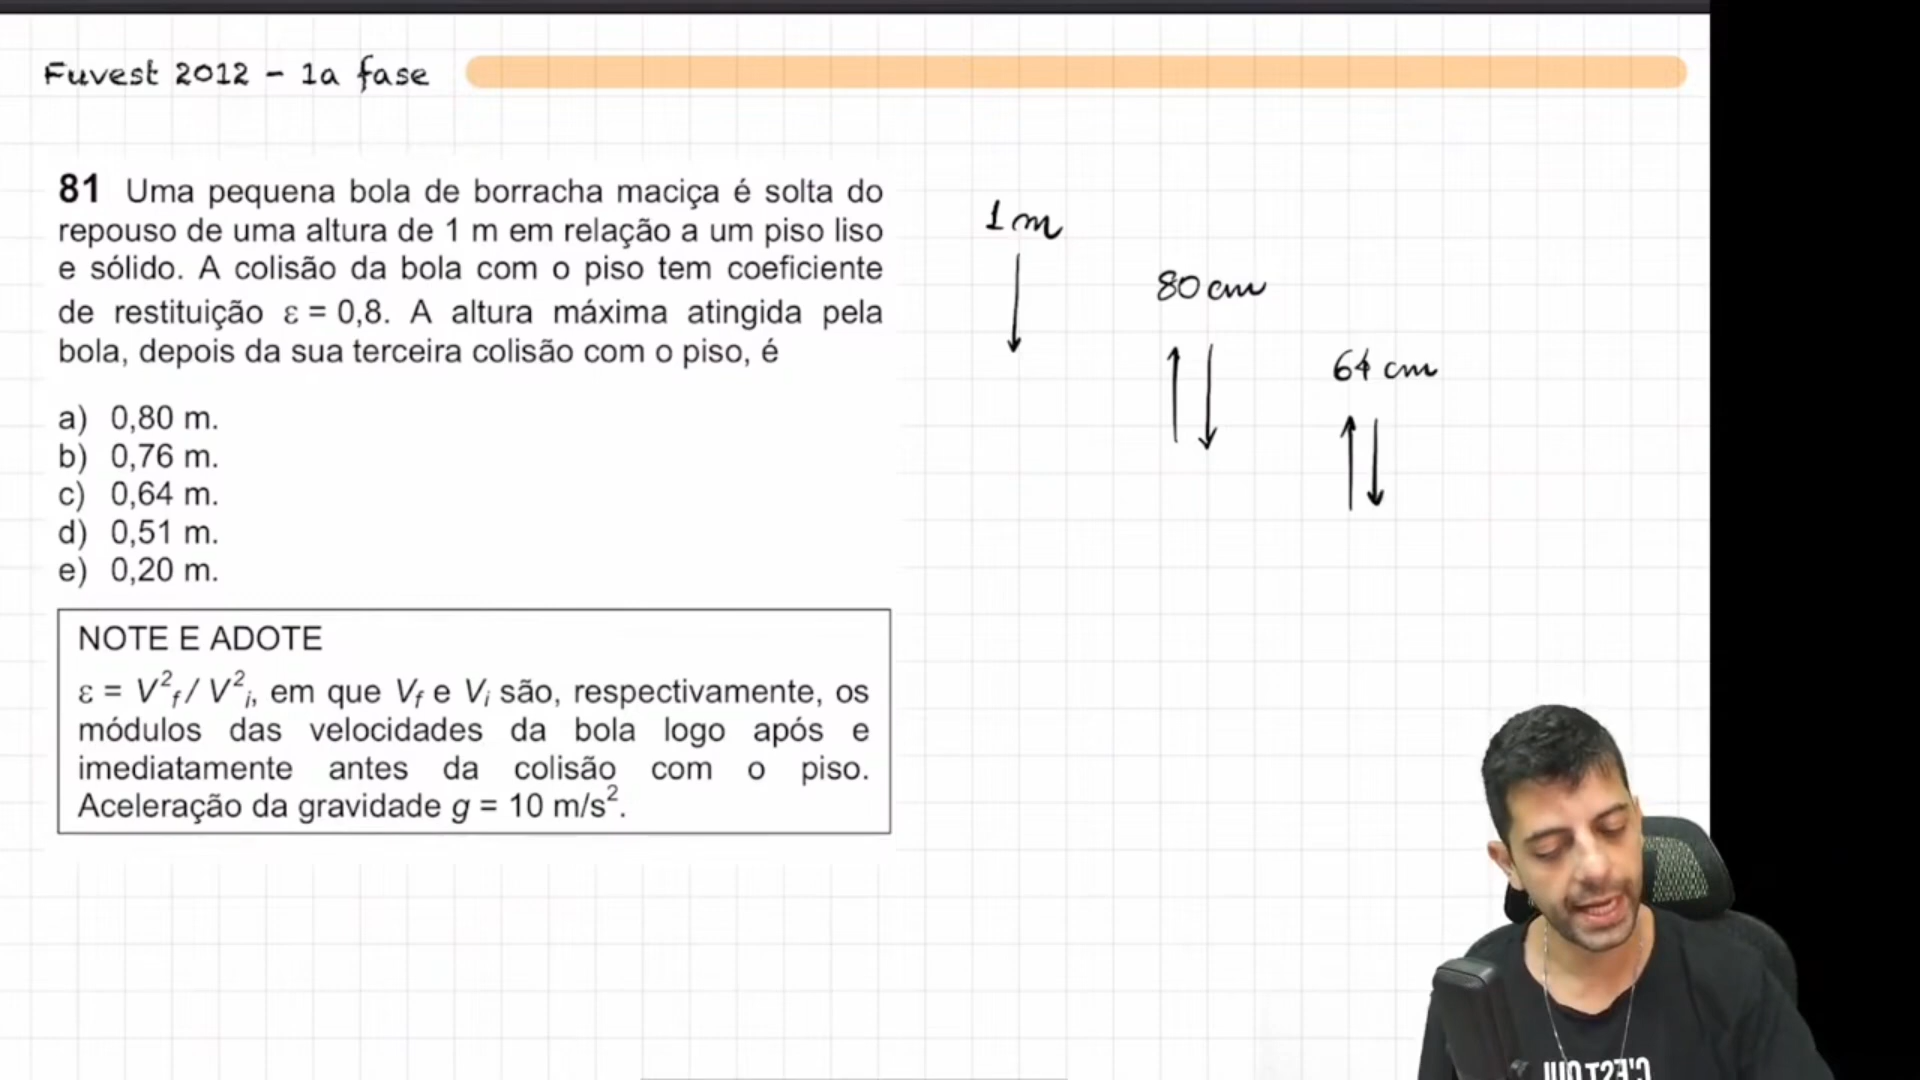 Fuvest 2012 - 1a fase
81 Uma pequena bola de borracha maciça é solta do
repouso de uma altura de 1 m em relação a um piso liso
e sólido. A colisão da bola com o piso tem coeficiente
de restituição ε = 0,8. A altura máxima atingida pela
bola, depois da sua terceira colisão com o piso, é
a) 0,80 m.
b) 0,76 m.
c) 0,64 m.
d) 0,51 m.
e) 0,20 m.
NOTE E ADOTE
ε = V²f / V²i, em que Vf e Vi são, respectivamente, os
módulos das velocidades da bola logo após e
imediatamente antes da colisão com o piso.
Aceleração da gravidade g = 10 m/s².
1m
80 cm
64 cm
C'EST